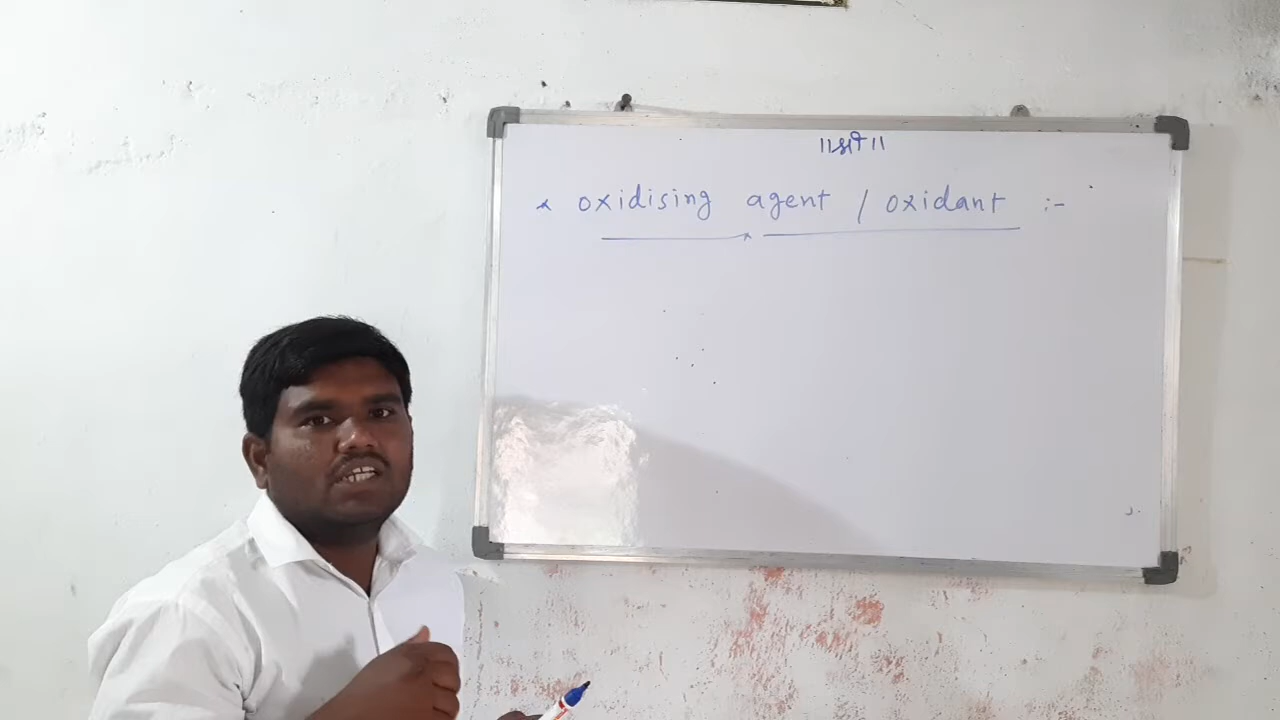 ॥श्री॥
* oxidising agent / oxidant :-